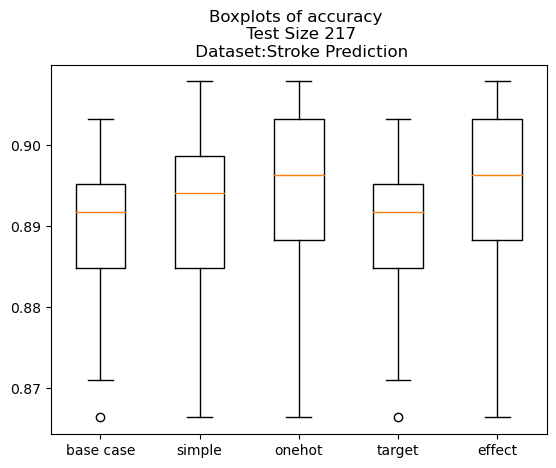 Boxplots of accuracy
Test Size 217
Dataset:Stroke Prediction
0.90
0.89
0.88
0.87
base case simple onehot target effect